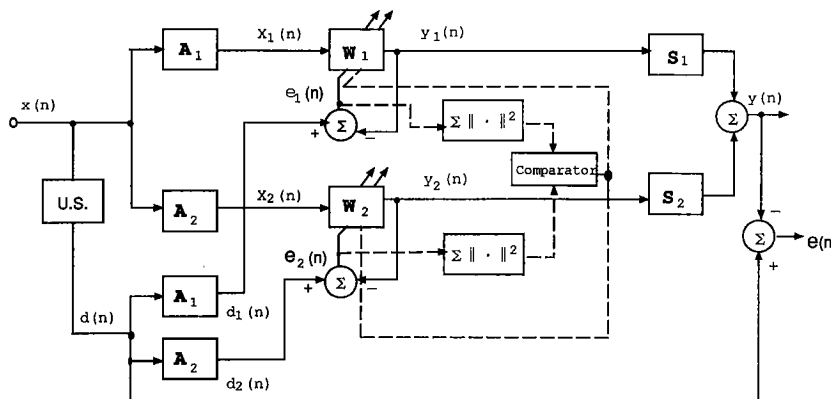 A₁
x₁(n)
W₁
y₁(n)
S₁
x(n)
e₁(n)
+
Σ
−
Σ ‖ · ‖²
Σ
y(n)
Comparator
U.S.
A₂
x₂(n)
W₂
y₂(n)
S₂
e₂(n)
+
Σ
−
Σ ‖ · ‖²
−
Σ
e(n
+
A₁
d₁(n)
d(n)
A₂
d₂(n)